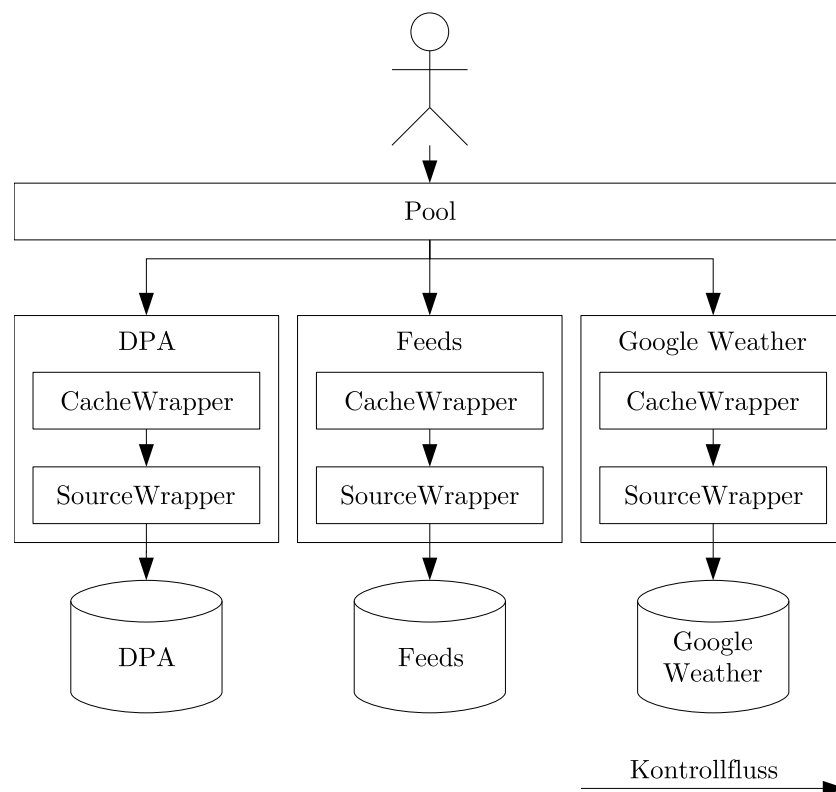 Pool
DPA
Feeds
Google Weather
CacheWrapper
CacheWrapper
CacheWrapper
SourceWrapper
SourceWrapper
SourceWrapper
DPA
Feeds
Google
Weather
Kontrollfluss